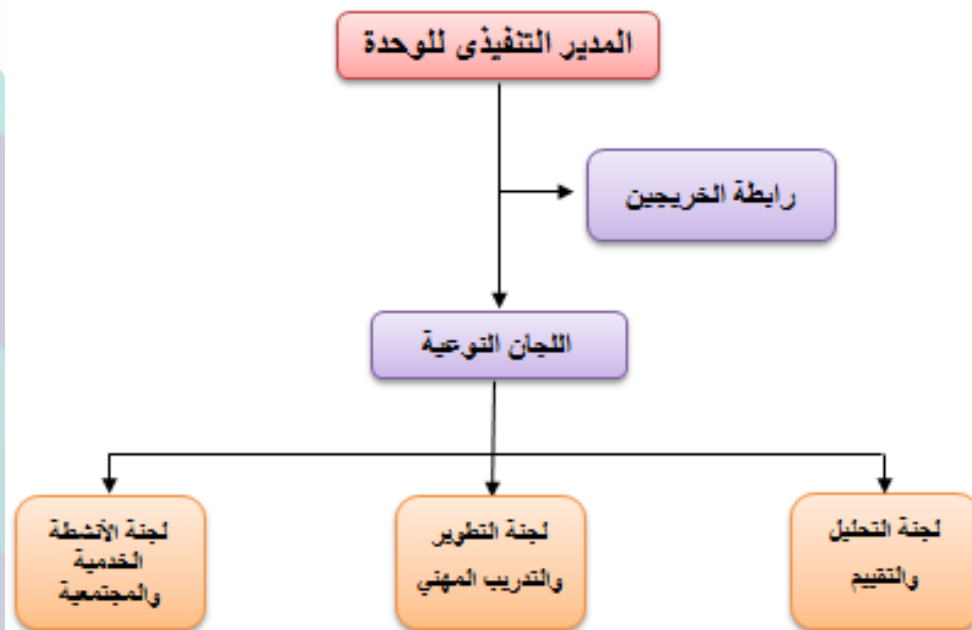 المدير التنفيذى للوحدة
رابطة الخريجين
اللجان النوعية
لجنة التحليل
والتقييم
لجنة التطوير
والتدريب المهني
لجنة الأنشطة
الخدمية
والمجتمعية